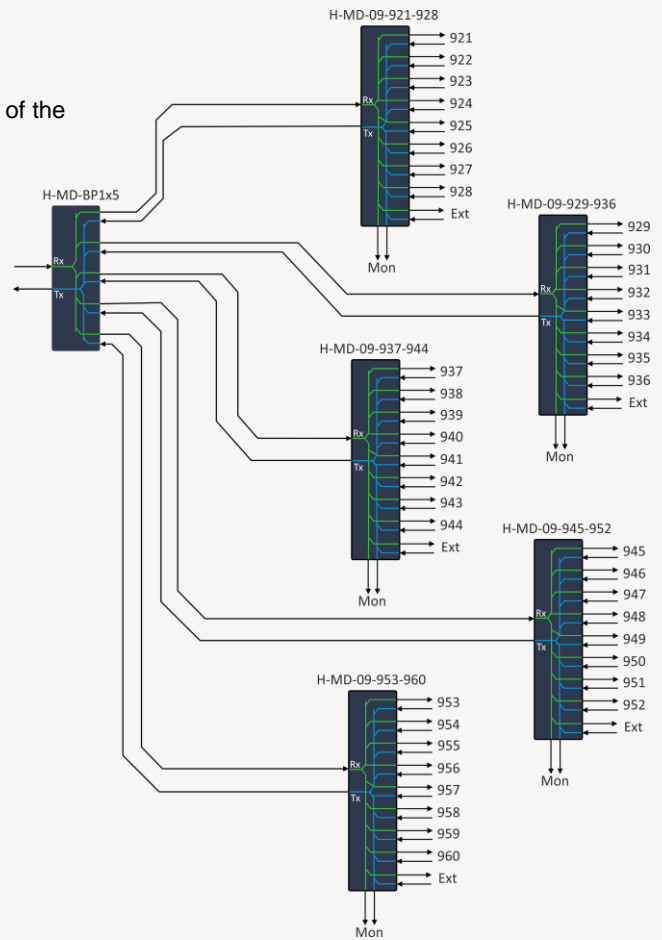 H-MD-09-921-928
921
922
923
924
925
926
927
928
Ext
Rx
Tx
Mon
of the
H-MD-BP1x5
Rx
Tx
H-MD-09-929-936
929
930
931
932
933
934
935
936
Ext
Rx
Tx
Mon
H-MD-09-937-944
937
938
939
940
941
942
943
944
Ext
Rx
Tx
Mon
H-MD-09-945-952
945
946
947
948
949
950
951
952
Ext
Rx
Tx
Mon
H-MD-09-953-960
953
954
955
956
957
958
959
960
Ext
Rx
Tx
Mon